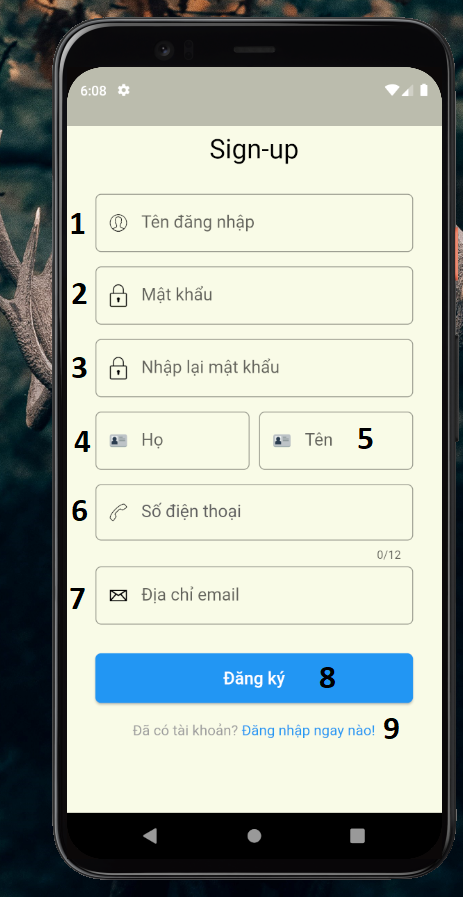 6:08
Sign-up
1 Tên đăng nhập
2 Mật khẩu
3 Nhập lại mật khẩu
4 Họ Tên 5
6 Số điện thoại
0/12
7 Địa chỉ email
Đăng ký 8
Đã có tài khoản? Đăng nhập ngay nào! 9